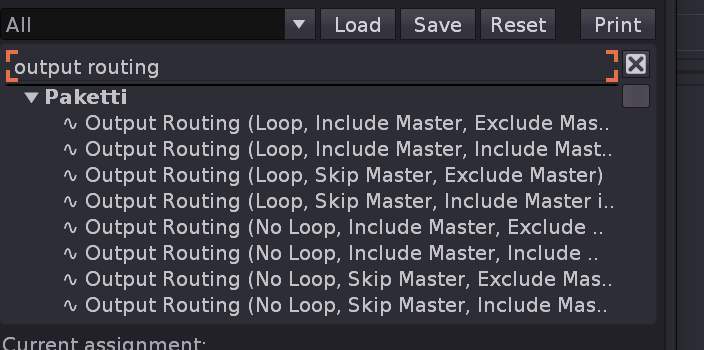 All Load Save Reset Print
output routing
Paketti
Output Routing (Loop, Include Master, Exclude Mas..
Output Routing (Loop, Include Master, Include Mast..
Output Routing (Loop, Skip Master, Exclude Master)
Output Routing (Loop, Skip Master, Include Master i..
Output Routing (No Loop, Include Master, Exclude ..
Output Routing (No Loop, Include Master, Include ..
Output Routing (No Loop, Skip Master, Exclude Mas..
Output Routing (No Loop, Skip Master, Include Mas..
Current assignment: